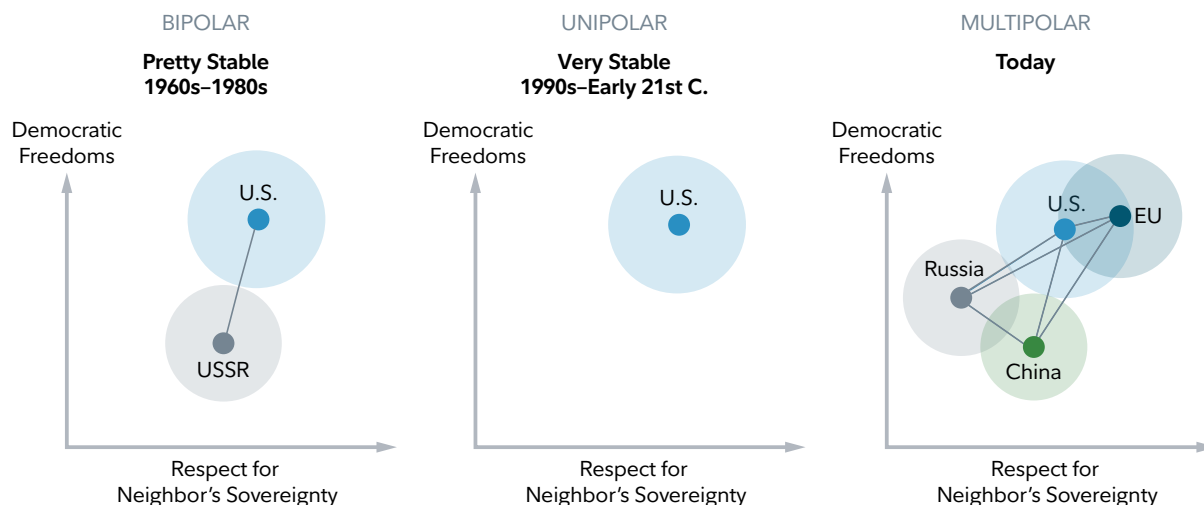 BIPOLAR
Pretty Stable
1960s–1980s
Democratic
Freedoms
U.S.
USSR
Respect for
Neighbor's Sovereignty
UNIPOLAR
Very Stable
1990s–Early 21st C.
Democratic
Freedoms
U.S.
Respect for
Neighbor's Sovereignty
MULTIPOLAR
Today
Democratic
Freedoms
U.S.
EU
Russia
China
Respect for
Neighbor's Sovereignty